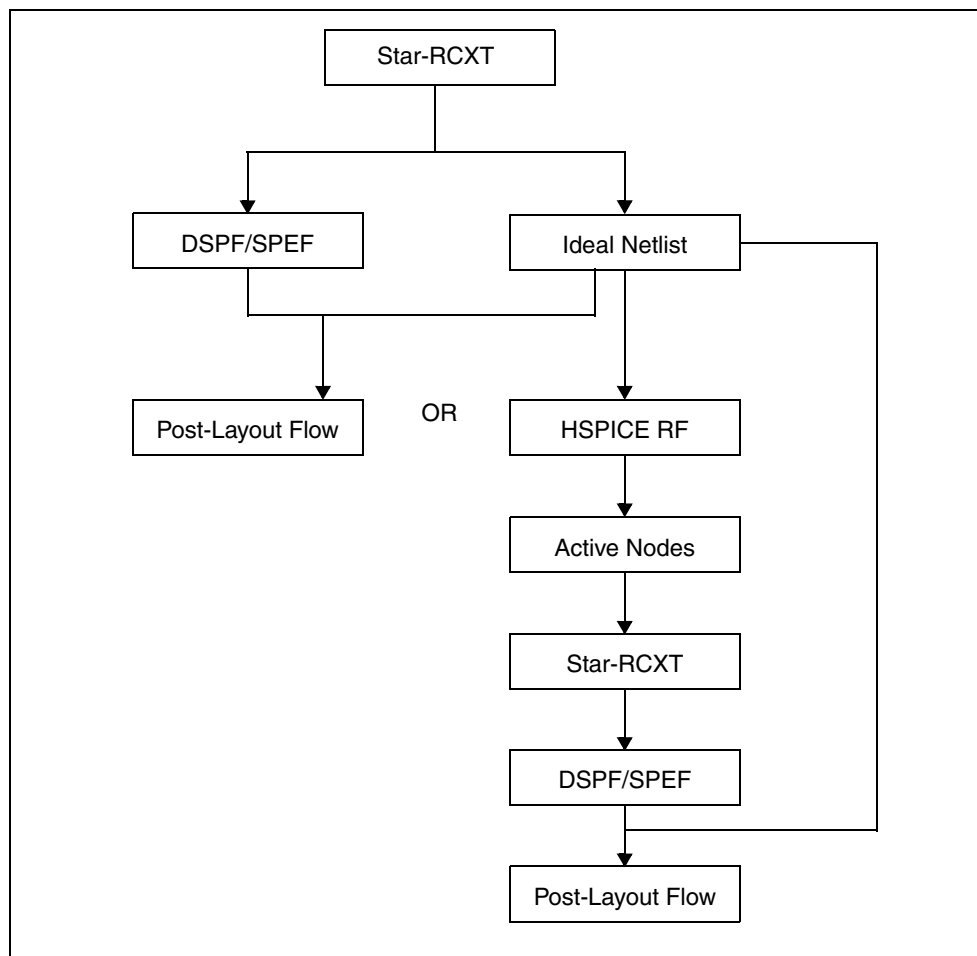 Star-RCXT
DSPF/SPEF
Ideal Netlist
Post-Layout Flow
OR
HSPICE RF
Active Nodes
Star-RCXT
DSPF/SPEF
Post-Layout Flow